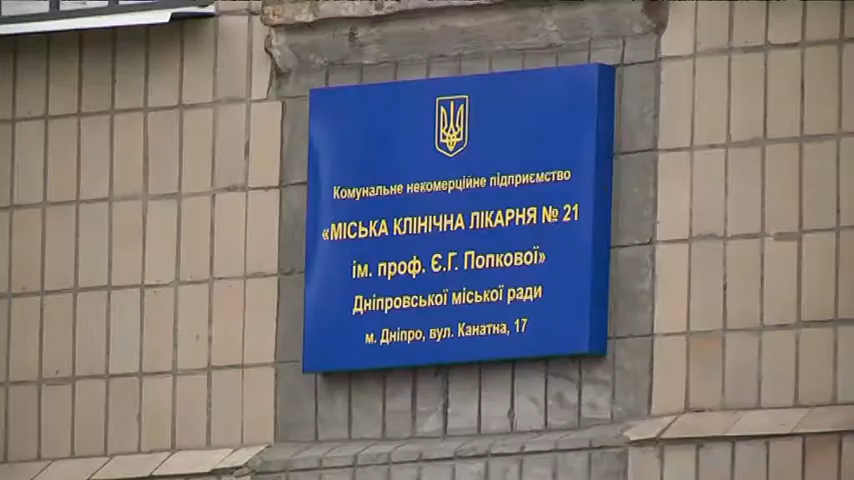 Комунальне некомерційне підприємство
«МІСЬКА КЛІНІЧНА ЛІКАРНЯ № 21
ім. проф. Є.Г. Попкової»
Дніпровської міської ради
м. Дніпро, вул. Канатна, 17